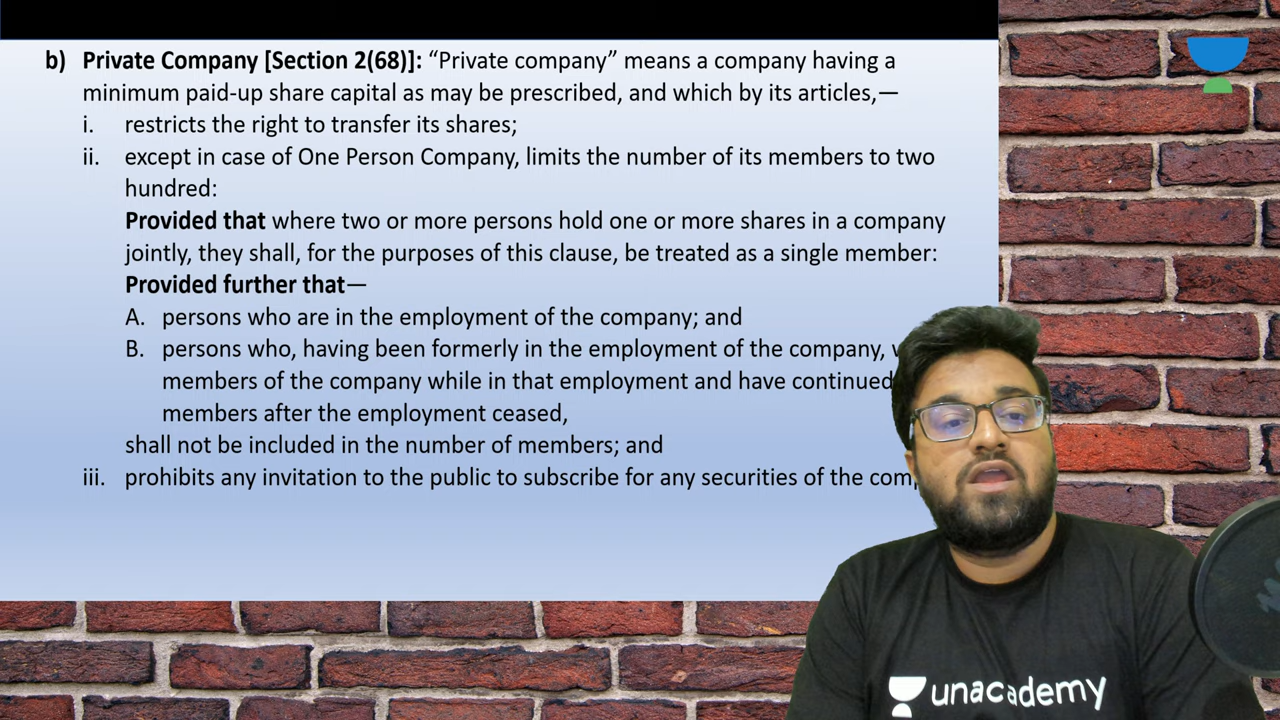 b) Private Company [Section 2(68)]: “Private company” means a company having a
minimum paid-up share capital as may be prescribed, and which by its articles,—
i. restricts the right to transfer its shares;
ii. except in case of One Person Company, limits the number of its members to two
hundred:
Provided that where two or more persons hold one or more shares in a company
jointly, they shall, for the purposes of this clause, be treated as a single member:
Provided further that—
A. persons who are in the employment of the company; and
B. persons who, having been formerly in the employment of the company,
members of the company while in that employment and have continued
members after the employment ceased,
shall not be included in the number of members; and
iii. prohibits any invitation to the public to subscribe for any securities of the
unacademy